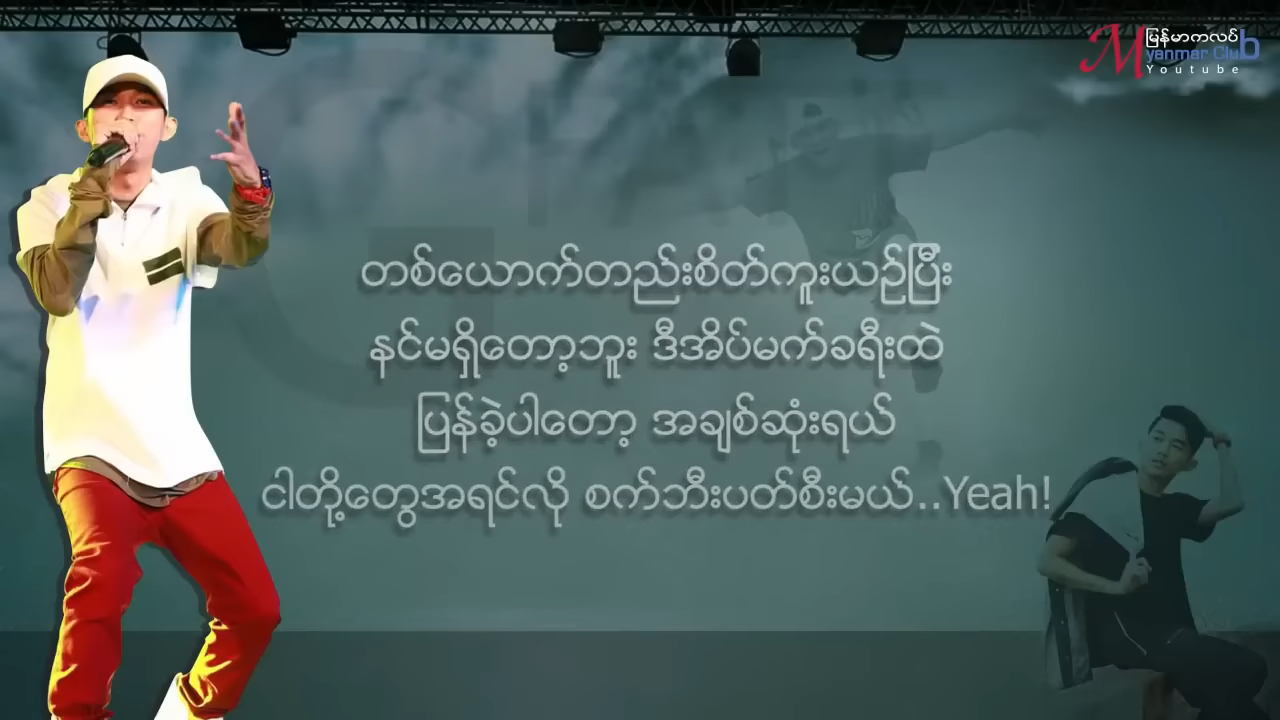 မြန်မာကလပ်
Myanmar Club
Youtube
တစ်ယောက်တည်းစိတ်ကူးယဉ်ပြီး
နင်မရှိတော့ဘူး ဒီအိပ်မက်ခရီးထဲ
ပြန်ခဲ့ပါတော့ အချစ်ဆုံးရယ်
ငါတို့တွေအရင်လို စက်ဘီးပတ်စီးမယ်..Yeah!